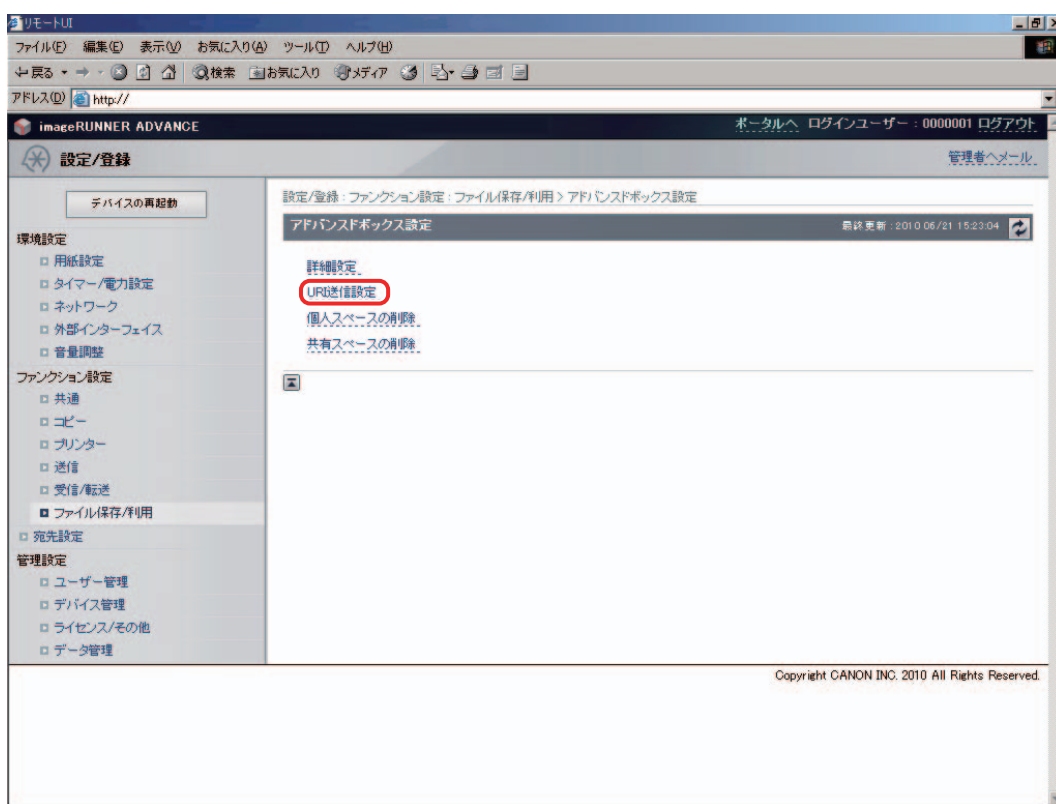 リモートUI
ファイル(F) 編集(E) 表示(V) お気に入り(A) ツール(T) ヘルプ(H)
戻る 検索 お気に入り メディア
アドレス(D) http://
imageRUNNER ADVANCE ポータルへ ログインユーザー : 0000001 ログアウト
設定/登録 管理者へメール
デバイスの再起動
環境設定
用紙設定
タイマー/電力設定
ネットワーク
外部インターフェイス
音量調整
ファンクション設定
共通
コピー
プリンター
送信
受信/転送
ファイル保存/利用
宛先設定
管理設定
ユーザー管理
デバイス管理
ライセンス/その他
データ管理
設定/登録 : ファンクション設定 : ファイル保存/利用 > アドバンスドボックス設定
アドバンスドボックス設定 最終更新 : 2010 06/21 15:23:04
詳細設定
URI送信設定
個人スペースの削除
共有スペースの削除
Copyright CANON INC. 2010 All Rights Reserved.